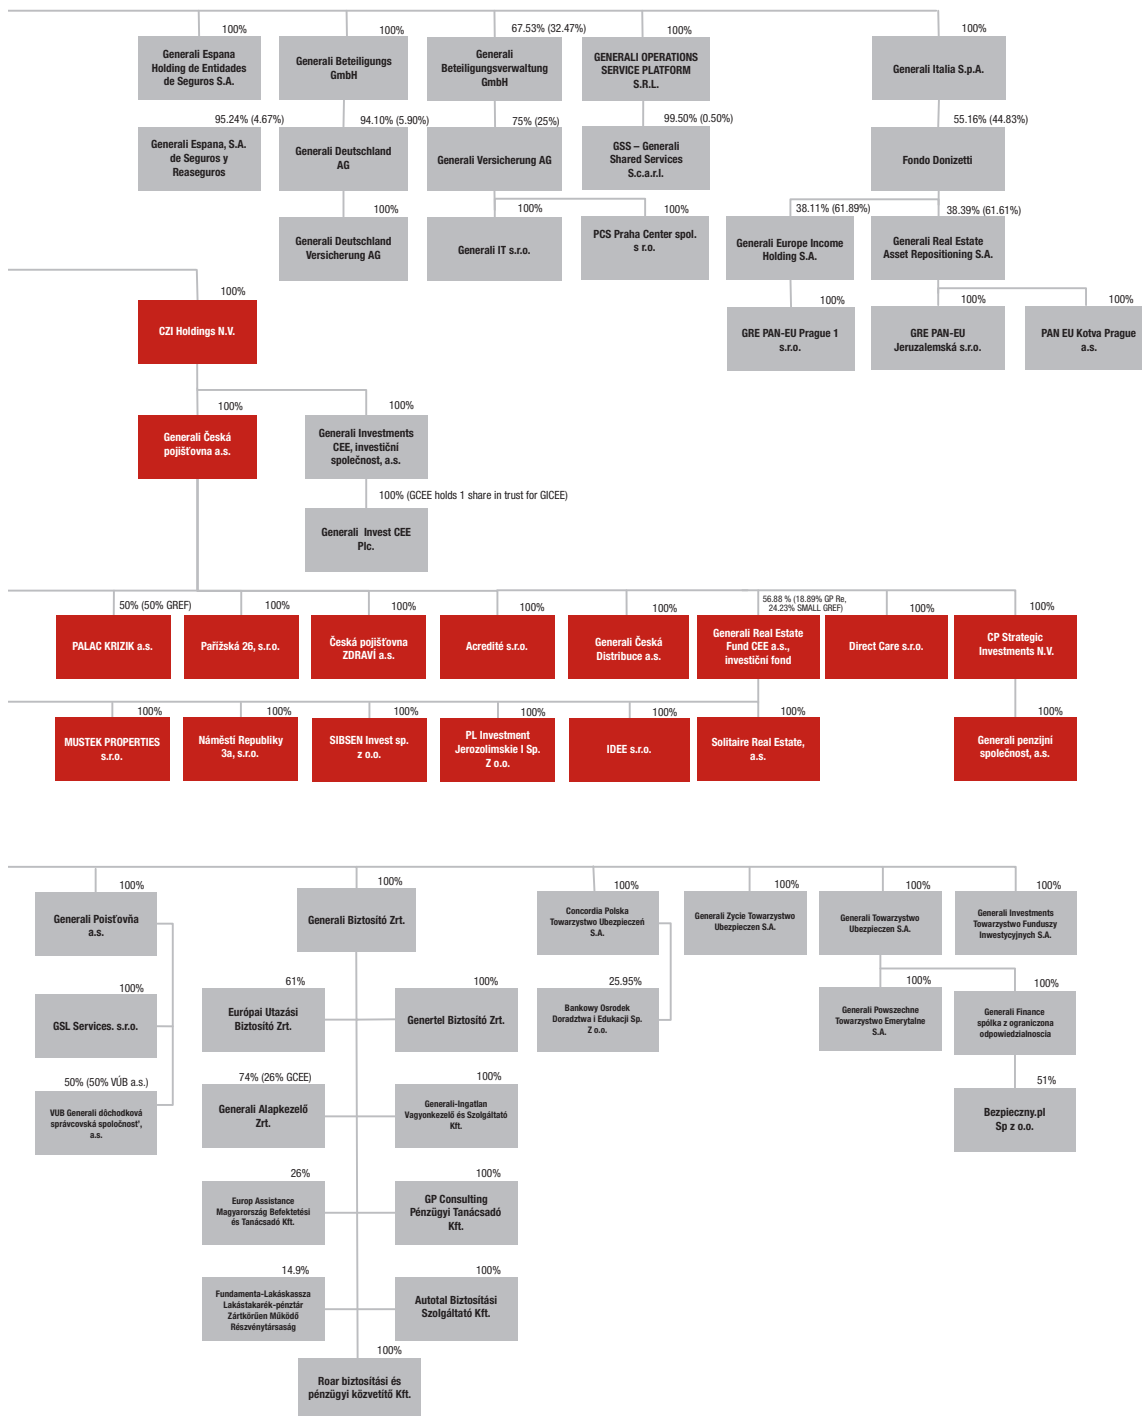 100%
100%
67.53% (32.47%)
100%
100%
Generali Espana
Holding de Entidades
de Seguros S.A.
Generali Beteiligungs
GmbH
Generali
Beteiligungsverwaltung
GmbH
GENERALI OPERATIONS
SERVICE PLATFORM
S.R.L.
Generali Italia S.p.A.
95.24% (4.67%)
94.10% (5.90%)
75% (25%)
99.50% (0.50%)
55.16% (44.83%)
Generali Espana, S.A.
de Seguros y
Reaseguros
Generali Deutschland
AG
Generali Versicherung AG
GSS – Generali
Shared Services
S.c.a.r.l.
Fondo Donizetti
100%
100%
100%
38.11% (61.89%)
38.39% (61.61%)
Generali Deutschland
Versicherung AG
Generali IT s.r.o.
PCS Praha Center spol.
s r.o.
Generali Europe Income
Holding S.A.
Generali Real Estate
Asset Repositioning S.A.
100%
100%
100%
100%
CZI Holdings N.V.
GRE PAN-EU Prague 1
s.r.o.
GRE PAN-EU
Jeruzalemská s.r.o.
PAN EU Kotva Prague
a.s.
100%
100%
Generali Česká
pojišťovna a.s.
Generali Investments
CEE, investiční
společnost, a.s.
100% (GCEE holds 1 share in trust for GICEE)
Generali Invest CEE
Plc.
50% (50% GREF)
100%
100%
100%
100%
56.88 % (18.89% GP Re,
24.23% SMALL GREF)
100%
100%
PALAC KRIZIK a.s.
Pařížská 26, s.r.o.
Česká pojišťovna
ZDRAVÍ a.s.
Acredité s.r.o.
Generali Česká
Distribuce a.s.
Generali Real Estate
Fund CEE a.s.,
investiční fond
Direct Care s.r.o.
CP Strategic
Investments N.V.
100%
100%
100%
100%
100%
100%
100%
MUSTEK PROPERTIES
s.r.o.
Náměstí Republiky
3a, s.r.o.
SIBSEN Invest sp.
z o.o.
PL Investment
Jerozolimskie I Sp.
Z o.o.
IDEE s.r.o.
Solitaire Real Estate,
a.s.
Generali penzijní
společnost, a.s.
100%
100%
100%
100%
100%
100%
Generali Poisťovňa
a.s.
Generali Biztosító Zrt.
Concordia Polska
Towarzystwo Ubezpieczeń
S.A.
Generali Zycie Towarzystwo
Ubezpieczen S.A.
Generali Towarzystwo
Ubezpieczen S.A.
Generali Investments
Towarzystwo Funduszy
Inwestycyjnych S.A.
100%
61%
100%
25.95%
100%
100%
GSL Services. s.r.o.
Európai Utazási
Biztosító Zrt.
Genertel Biztosító Zrt.
Bankowy Osrodek
Doradztwa i Edukacji Sp.
Z o.o.
Generali Powszechne
Towarzystwo Emerytalne
S.A.
Generali Finance
spólka z ograniczona
odpowiedzialnoscia
50% (50% VÚB a.s.)
74% (26% GCEE)
100%
51%
VUB Generali dôchodková
správcovská spoločnosť,
a.s.
Generali Alapkezelő
Zrt.
Generali-Ingatlan
Vagyonkezelő és Szolgáltató
Kft.
Bezpieczny.pl
Sp z o.o.
26%
100%
Europ Assistance
Magyarország Befektetési
és Tanácsadó Kft.
GP Consulting
Pénzügyi Tanácsadó
Kft.
14.9%
100%
Fundamenta-Lakáskassza
Lakástakarék-pénztár
Zártkörűen Működő
Részvénytársaság
Autotal Biztosítási
Szolgáltató Kft.
100%
Roar biztosítási és
pénzügyi közvetítő Kft.